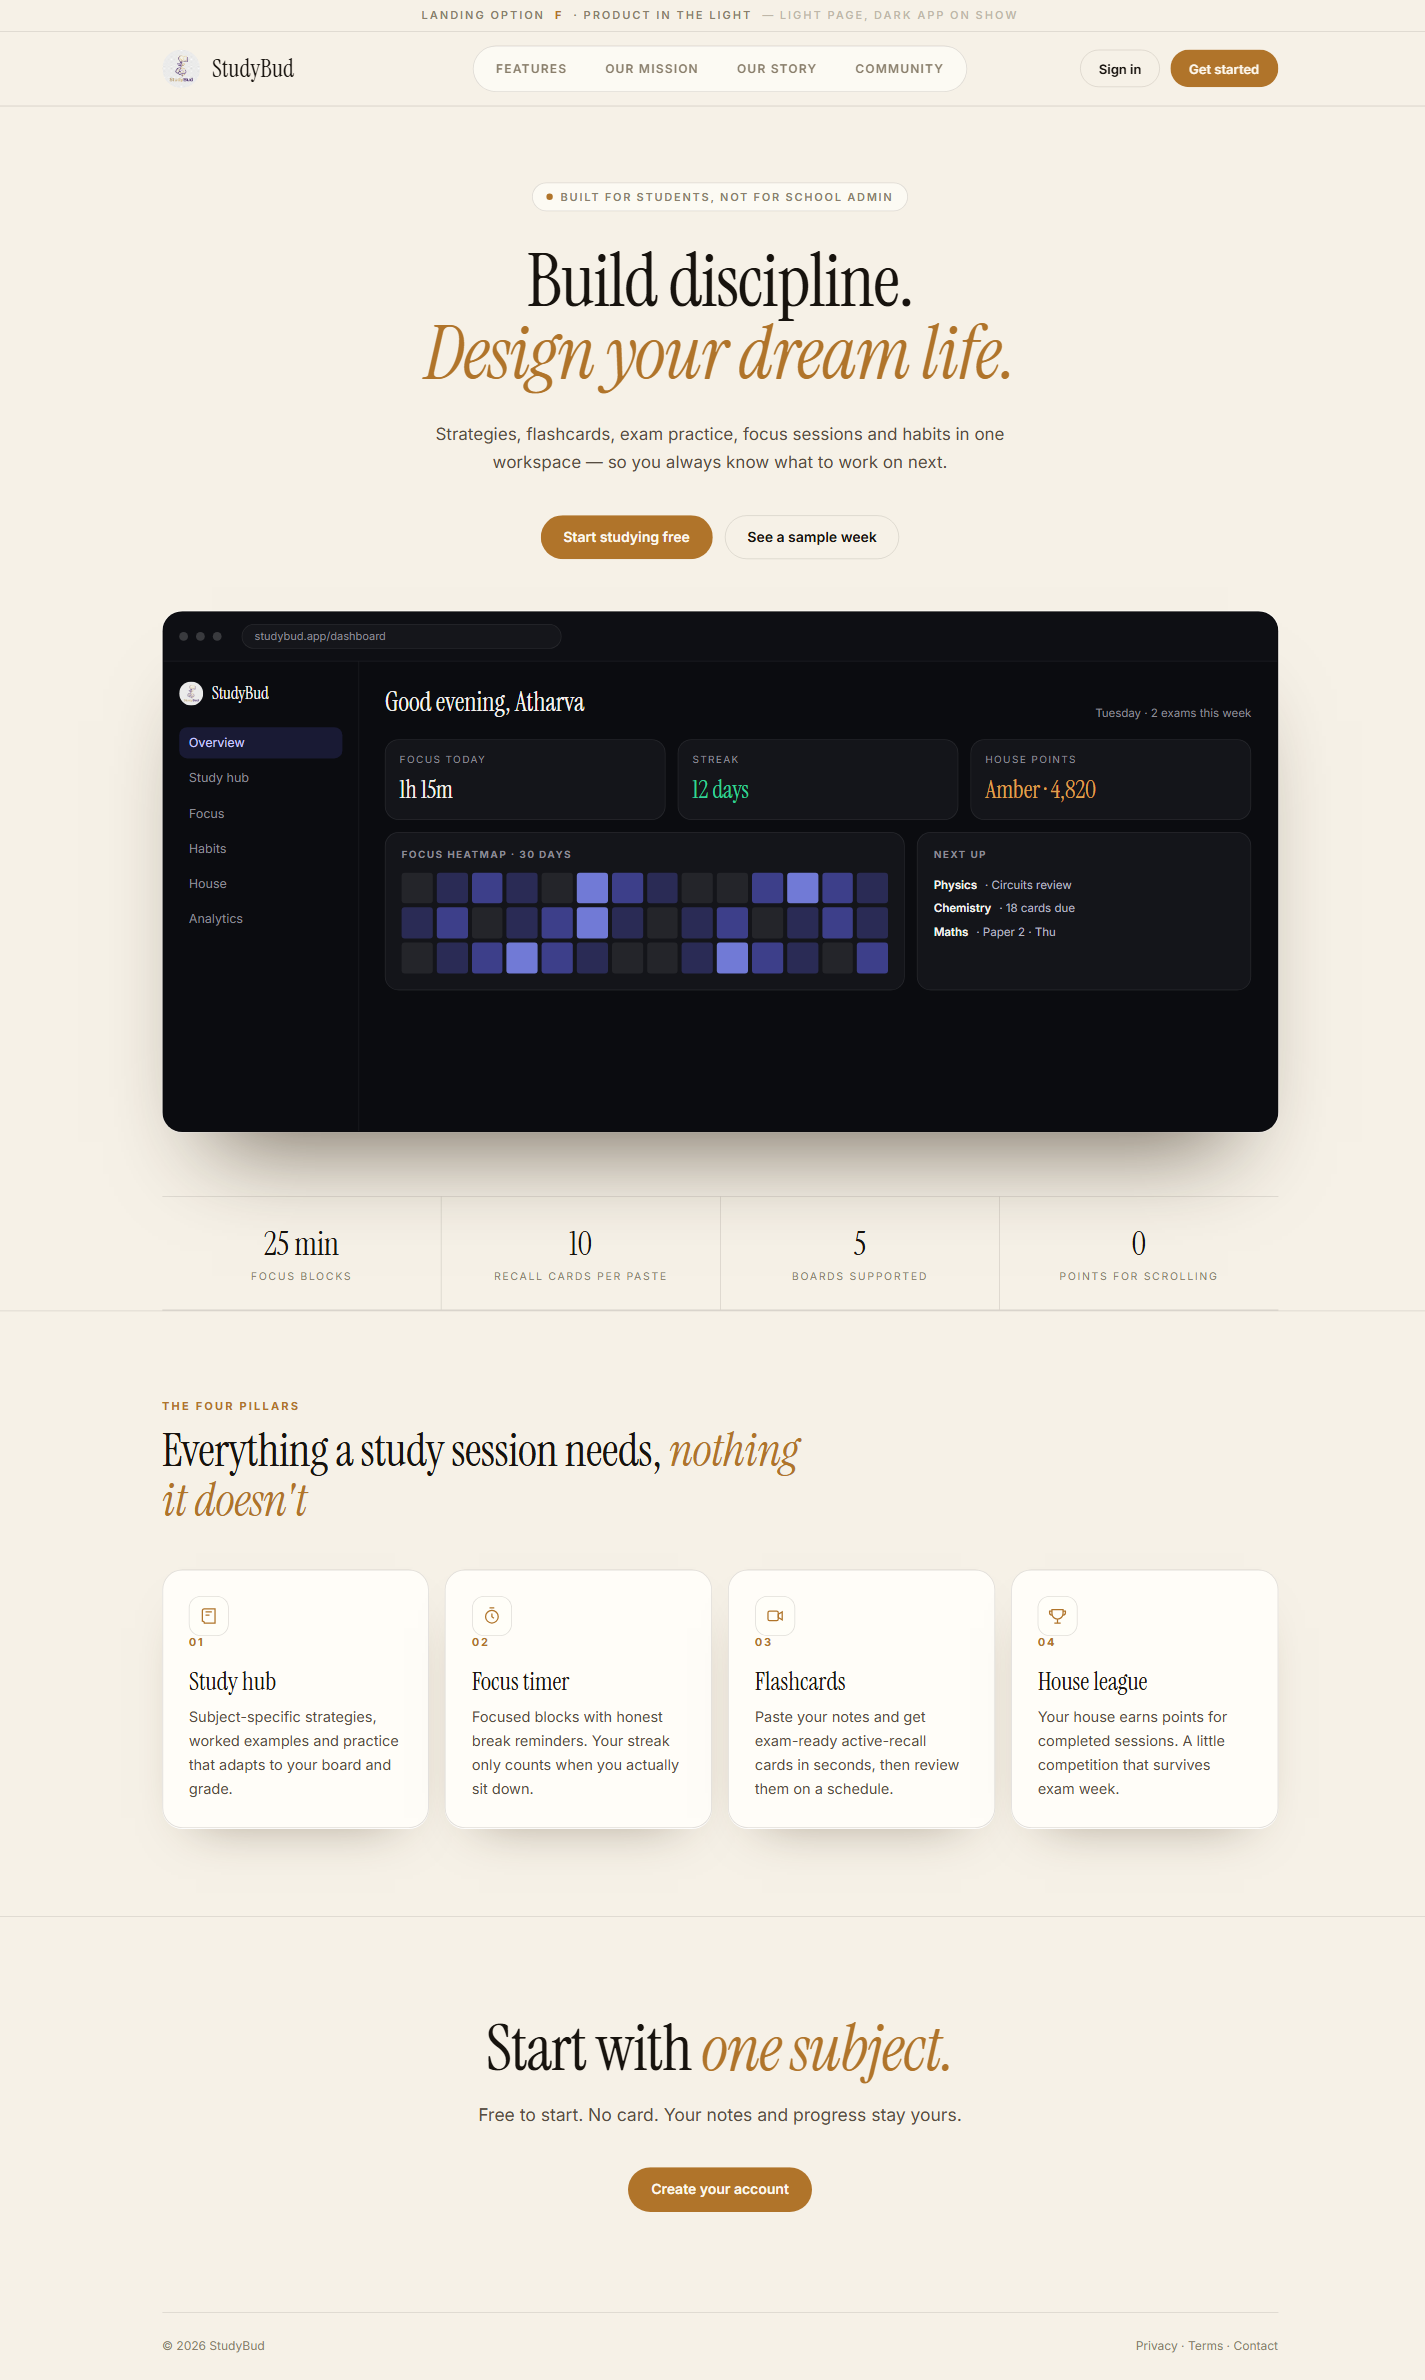 LANDING OPTION F · PRODUCT IN THE LIGHT — LIGHT PAGE, DARK APP ON SHOW
StudyBud
FEATURES OUR MISSION OUR STORY COMMUNITY
Sign in
Get started
BUILT FOR STUDENTS, NOT FOR SCHOOL ADMIN
Build discipline.
Design your dream life.
Strategies, flashcards, exam practice, focus sessions and habits in one
workspace — so you always know what to work on next.
Start studying free
See a sample week
studybud.app/dashboard
StudyBud
Overview
Study hub
Focus
Habits
House
Analytics
Good evening, Atharva
Tuesday · 2 exams this week
FOCUS TODAY
1h 15m
STREAK
12 days
HOUSE POINTS
Amber · 4,820
FOCUS HEATMAP · 30 DAYS
NEXT UP
Physics · Circuits review
Chemistry · 18 cards due
Maths · Paper 2 · Thu
25 min
FOCUS BLOCKS
10
RECALL CARDS PER PASTE
5
BOARDS SUPPORTED
0
POINTS FOR SCROLLING
THE FOUR PILLARS
Everything a study session needs, nothing
it doesn't
01
Study hub
Subject-specific strategies,
worked examples and practice
that adapts to your board and
grade.
02
Focus timer
Focused blocks with honest
break reminders. Your streak
only counts when you actually
sit down.
03
Flashcards
Paste your notes and get
exam-ready active-recall
cards in seconds, then review
them on a schedule.
04
House league
Your house earns points for
completed sessions. A little
competition that survives
exam week.
Start with one subject.
Free to start. No card. Your notes and progress stay yours.
Create your account
© 2026 StudyBud
Privacy · Terms · Contact